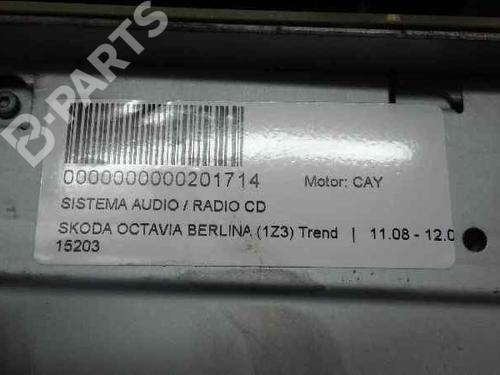 B-PARTS
0000000000201714 Motor: CAY
SISTEMA AUDIO / RADIO CD
SKODA OCTAVIA BERLINA (1Z3) Trend | 11.08 - 12.0
15203